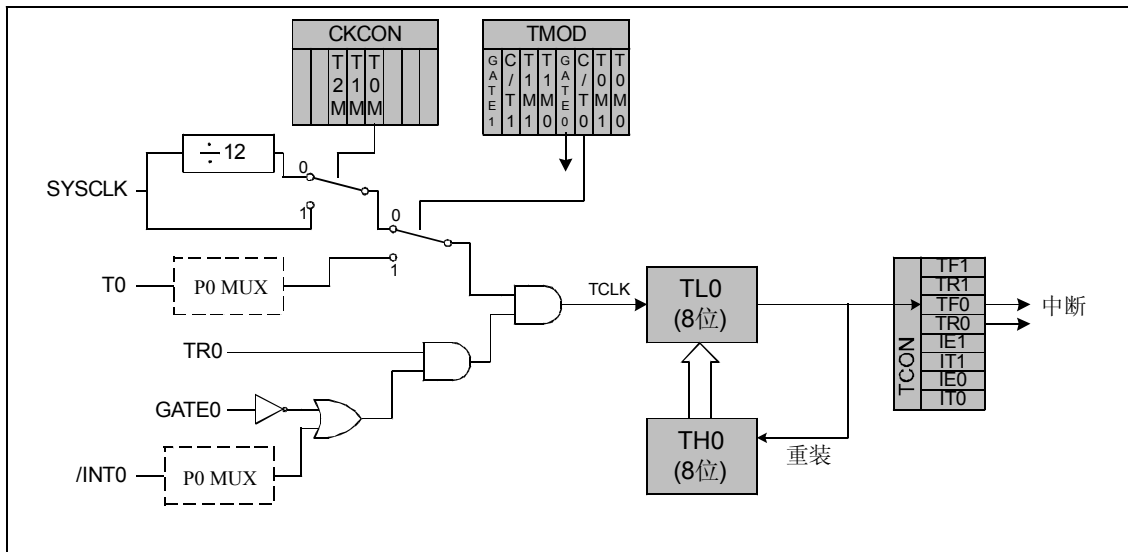 CKCON
T2M
T1M
T0M
TMOD
GATE1
C/T1
T1M1
T1M0
GATE0
C/T0
T0M1
T0M0
÷12
SYSCLK
0
1
0
1
T0
P0 MUX
TR0
GATE0
/INT0
P0 MUX
TCLK
TL0
(8位)
TH0
(8位)
重装
TCON
TF1
TR1
TF0
TR0
IE1
IT1
IE0
IT0
中断